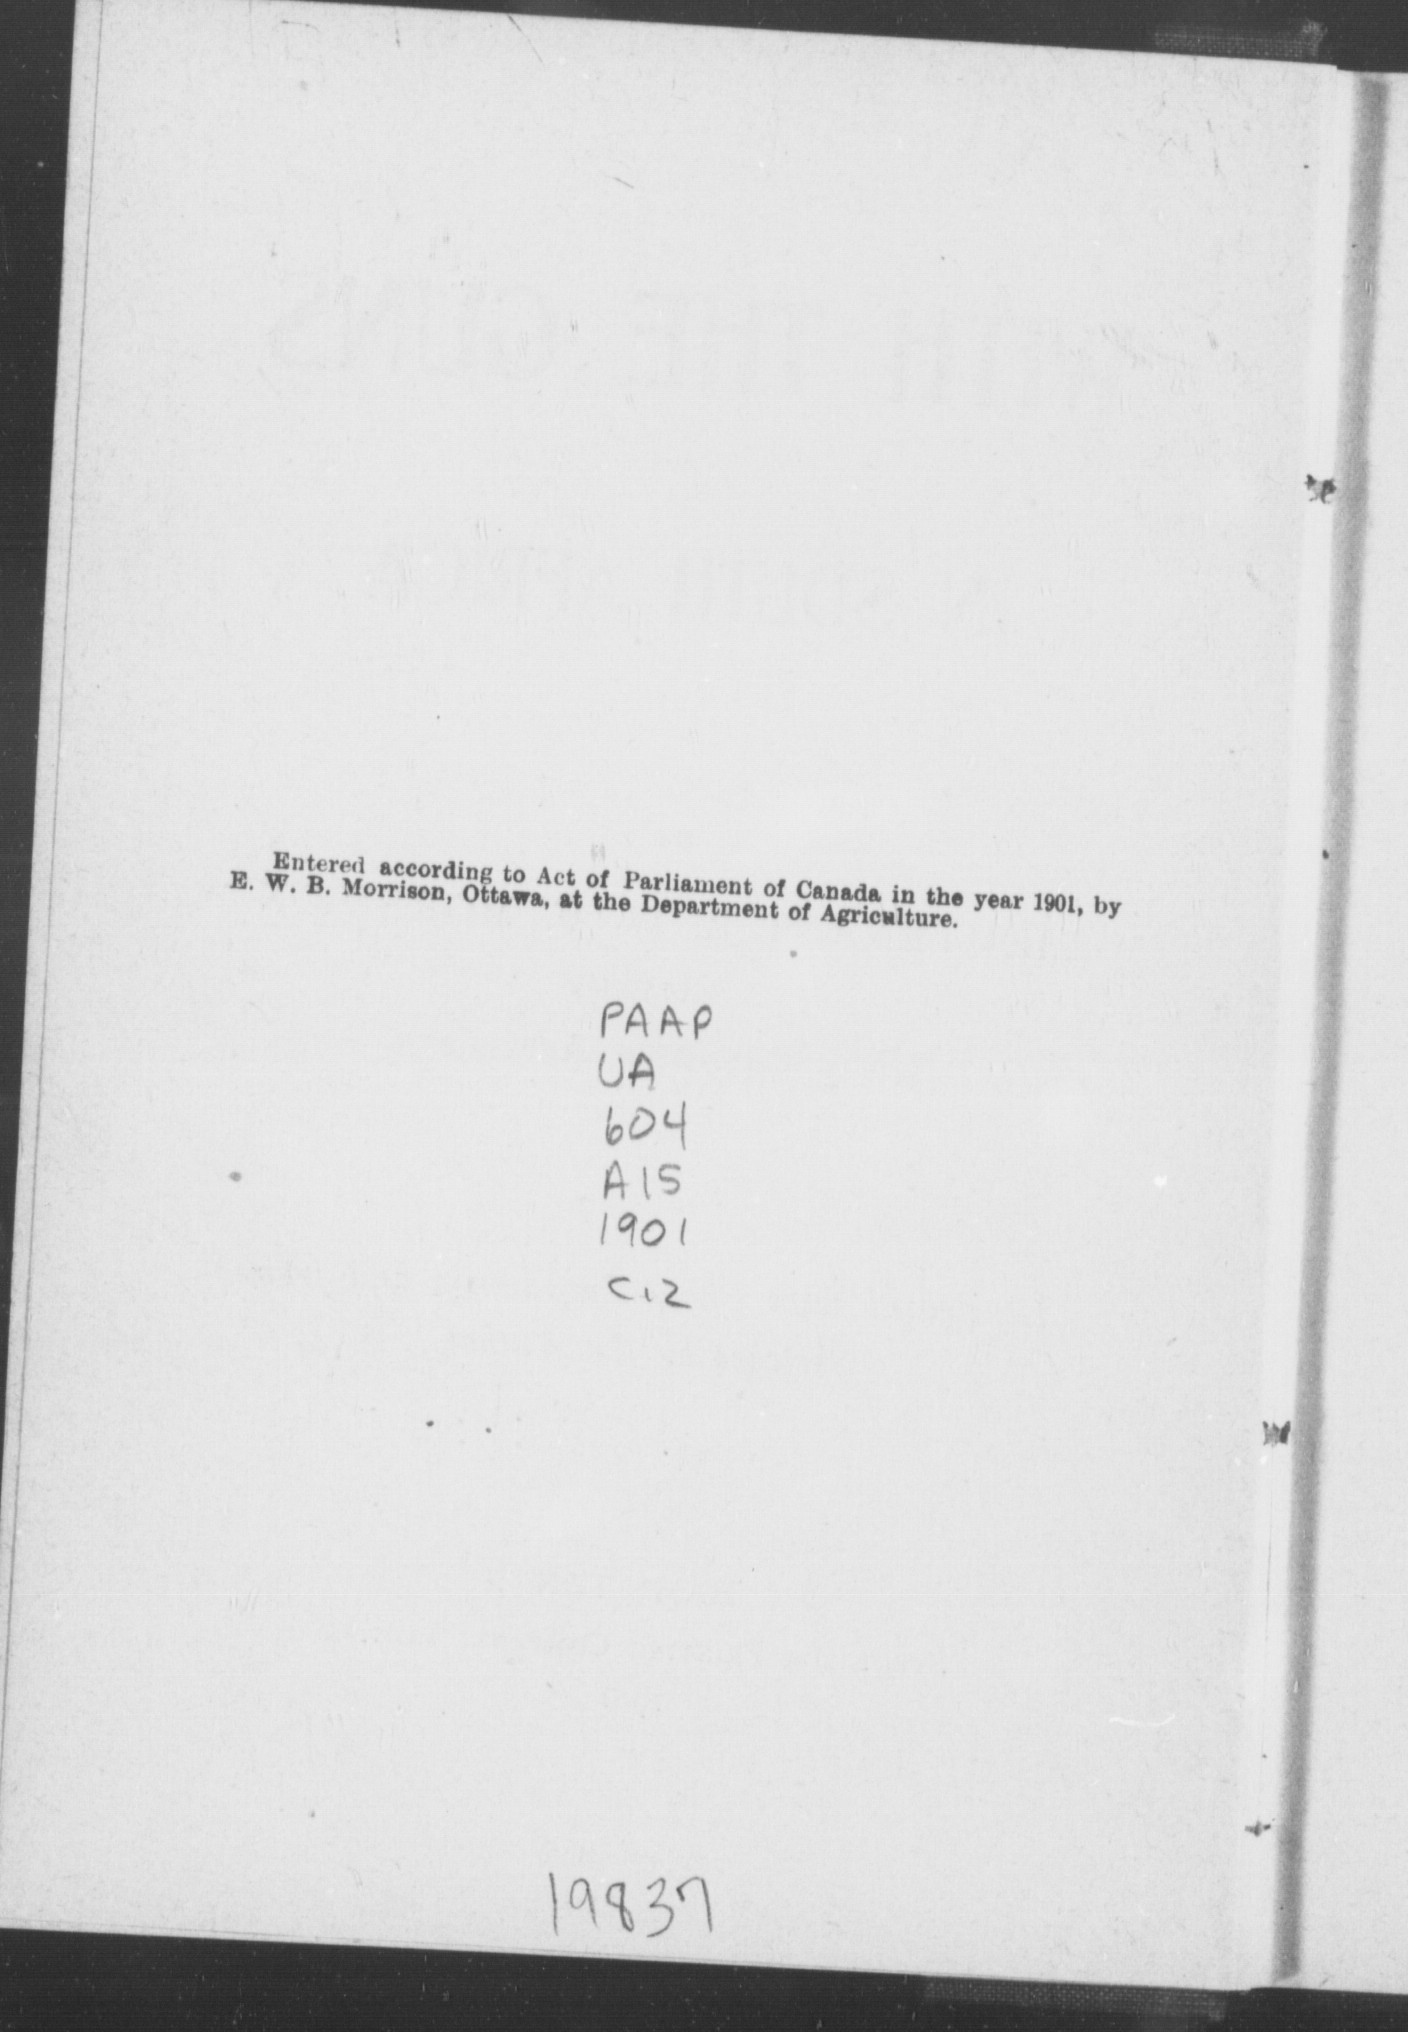 Entered according to Act of Parliament of Canada in the year 1901, by
E. W. B. Morrison, Ottawa, at the Department of Agriculture.
PAAP
UA
604
A15
1901
C.2
19837